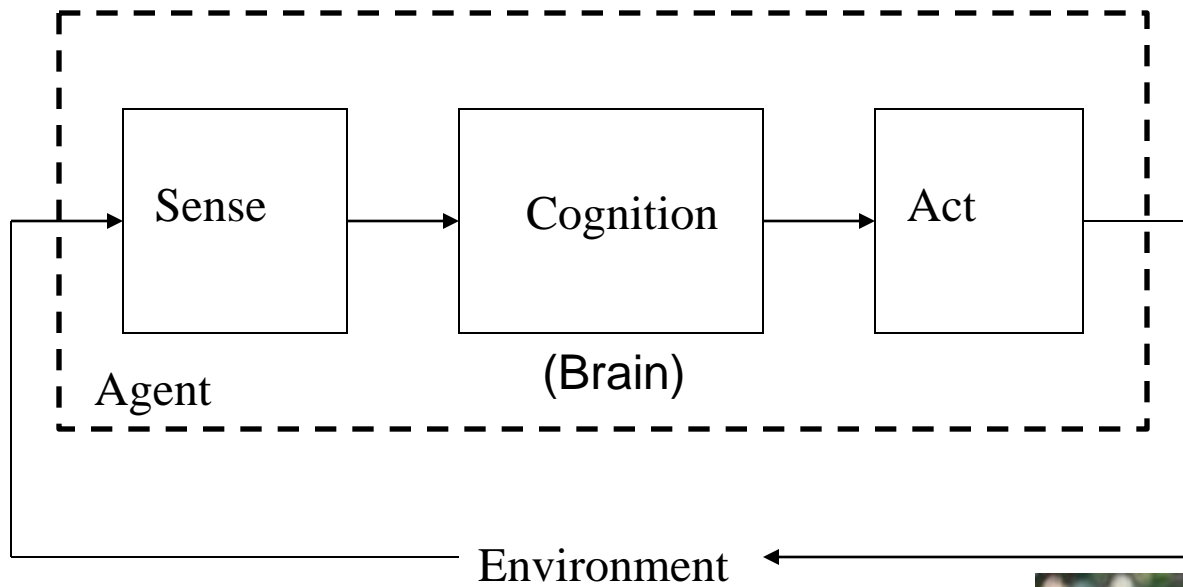 Sense
Cognition
Act
(Brain)
Agent
Environment